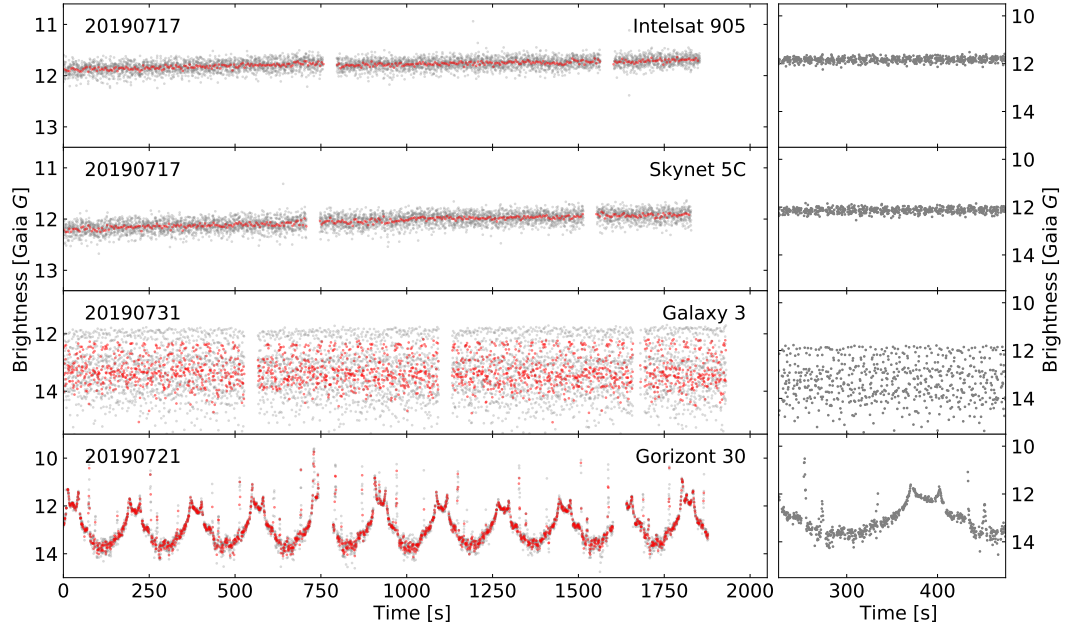 20190717 Intelsat 905
11
12
13
10
12
14
20190717 Skynet 5C
11
12
13
10
12
14
20190731 Galaxy 3
12
14
10
12
14
20190721 Gorizont 30
10
12
14
10
12
14
0 250 500 750 1000 1250 1500 1750 2000
300 400
Time [s]
Time [s]
Brightness [Gaia G]
Brightness [Gaia G]